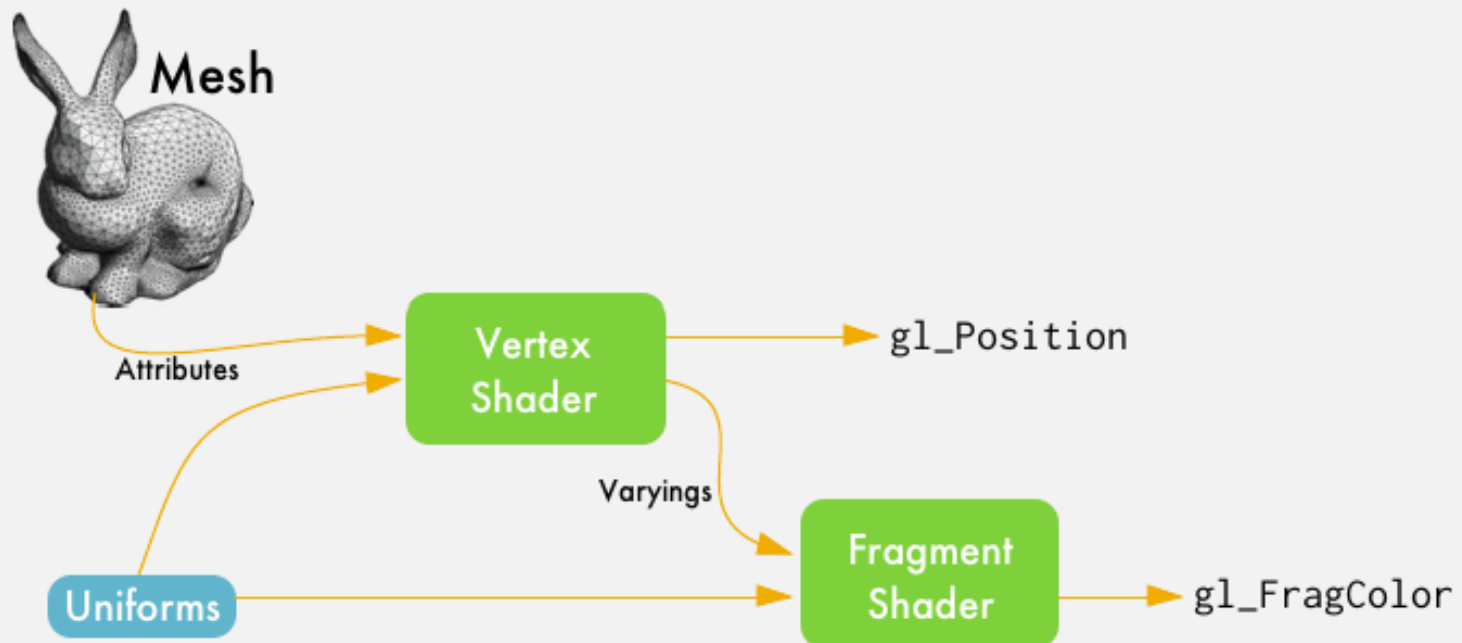 Mesh
Attributes
Vertex
Shader
gl_Position
Varyings
Uniforms
Fragment
Shader
gl_FragColor